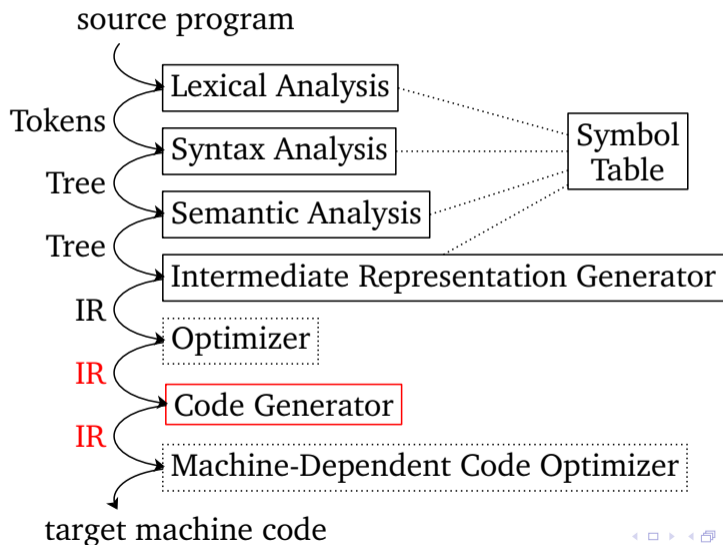 source program
Lexical Analysis
Tokens
Symbol
Table
Syntax Analysis
Tree
Semantic Analysis
Tree
Intermediate Representation Generator
IR
Optimizer
IR
Code Generator
IR
Machine-Dependent Code Optimizer
target machine code